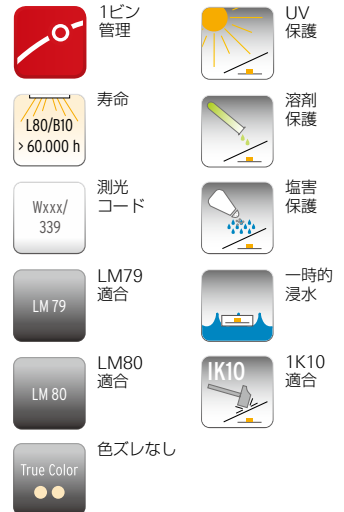 1ビン
管理
L80/B10
> 60.000 h
寿命
Wxxx/
339
測光
コード
LM 79
LM79
適合
LM 80
LM80
適合
True Color
色ズレなし
UV
保護
溶剤
保護
塩害
保護
一時的
浸水
IK10
1K10
適合